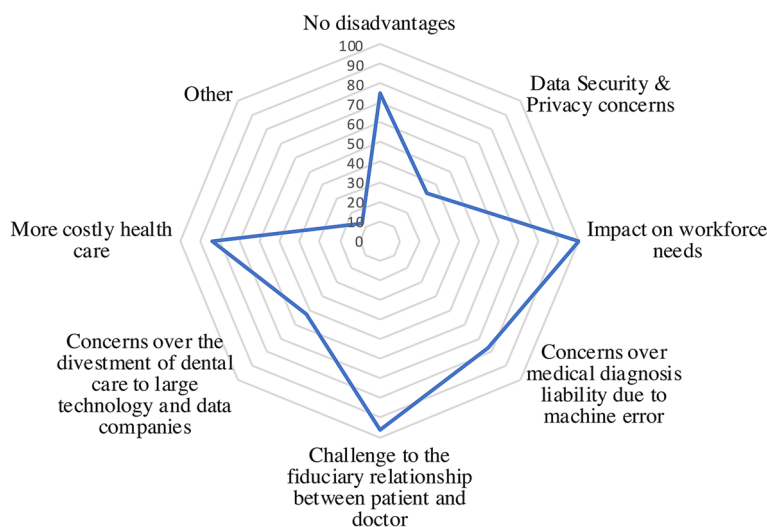 No disadvantages
100
90
80
70
60
50
40
30
20
10
0
Data Security &
Privacy concerns
Impact on workforce
needs
Concerns over
medical diagnosis
liability due to
machine error
Challenge to the
fiduciary relationship
between patient and
doctor
Concerns over the
divestment of dental
care to large
technology and data
companies
More costly health
care
Other